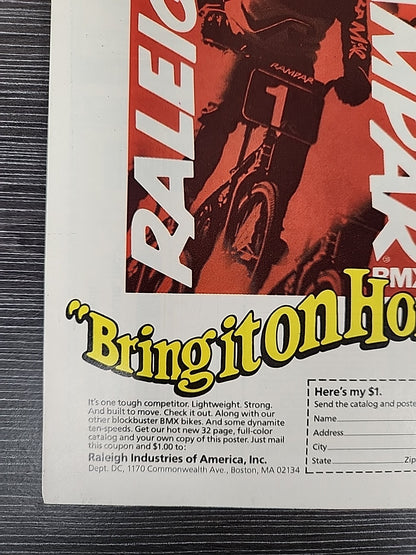 RALEIG
MPAR
®
BMX
RAMPAR
1
"Bring it on Ho
It's one tough competitor. Lightweight. Strong.
And built to move. Check it out. Along with our
other blockbuster BMX bikes. And some dynamite
ten-speeds. Get our hot new 32 page, full-color
catalog and your own copy of this poster. Just mail
this coupon and $1.00 to:
Raleigh Industries of America, Inc.
Dept. DC, 1170 Commonwealth Ave., Boston, MA 02134
Here's my $1.
Send the catalog and poste
Name
Address
City
State Zip